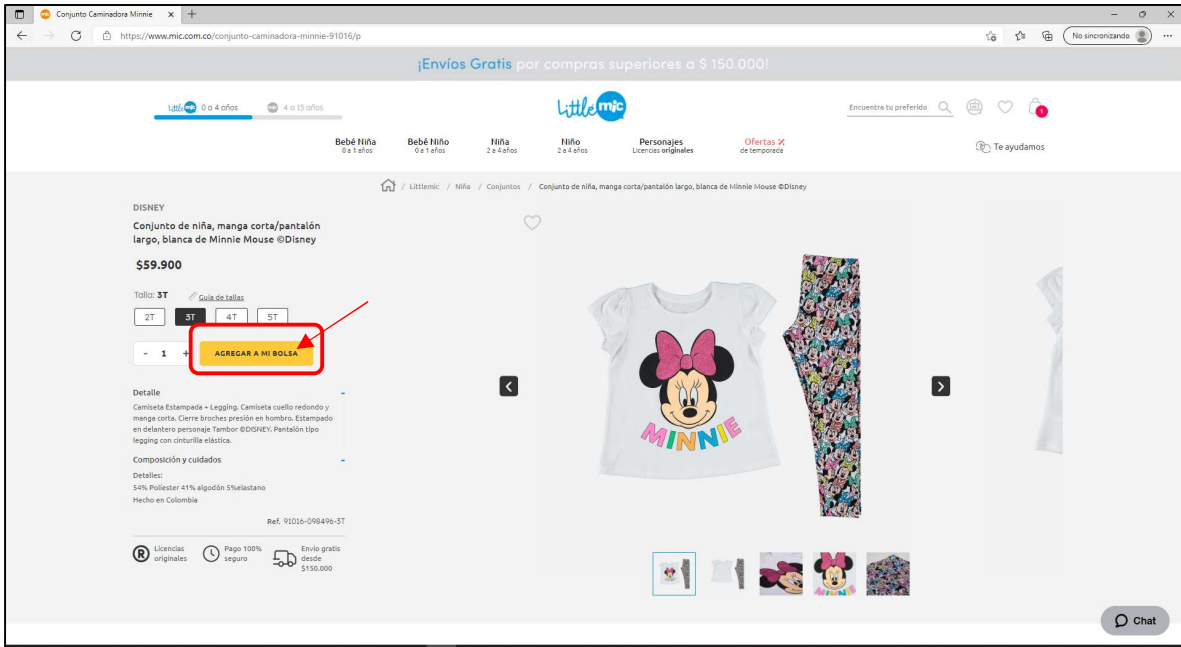 Conjunto Caminadora Minnie
https://www.mic.com.co/conjunto-caminadora-minnie-91016/p
No sincronizando
¡Envíos Gratis por compras superiores a $ 150.000!
Little mic 0 a 4 años
mic 4 a 15 años
Little mic
Encuentra tu preferido
1
Bebé Niña
0 a 1 años
Bebé Niño
0 a 1 años
Niña
2 a 4 años
Niño
2 a 4 años
Personajes
Licencias originales
Ofertas
de temporada
Te ayudamos
/ Littlemic / Niña / Conjuntos / Conjunto de niña, manga corta/pantalón largo, blanca de Minnie Mouse ©Disney
DISNEY
Conjunto de niña, manga corta/pantalón
largo, blanca de Minnie Mouse ©Disney
$59.900
Talla: 3T
Guía de tallas
2T 3T 4T 5T
- 1 +
AGREGAR A MI BOLSA
Detalle -
Camiseta Estampada + Legging. Camiseta cuello redondo y
manga corta. Cierre broches presión en hombro. Estampado
en delantero personaje Tambor ©DISNEY. Pantalón tipo
legging con cinturilla elástica.
Composición y cuidados -
Detalles:
54% Poliester 41% algodón 5%elastano
Hecho en Colombia
Ref. 91016-098496-3T
R
Licencias
originales
Pago 100%
seguro
Envío gratis
desde
$150.000
MINNIE
MINNIE
Chat